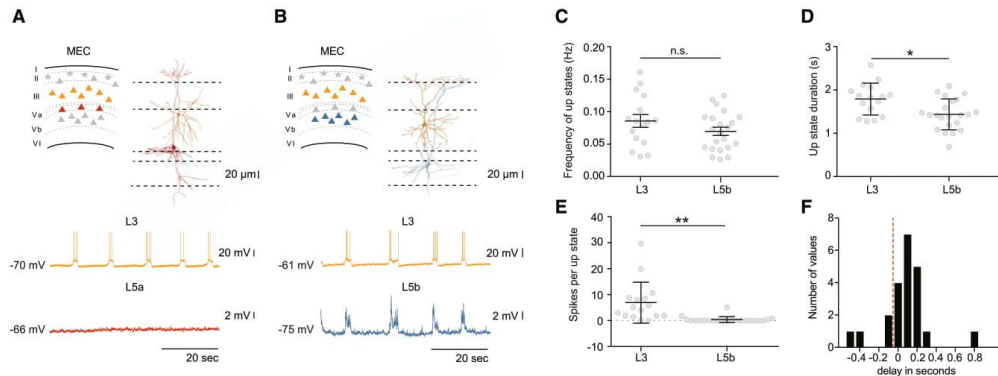 A
MEC
I
II
III
Va
Vb
VI
20 µm
L3
-70 mV
20 mV
L5a
-66 mV
2 mV
20 sec
B
MEC
I
II
III
Va
Vb
VI
20 µm
L3
-61 mV
20 mV
L5b
-75 mV
2 mV
20 sec
C
n.s.
Frequency of up states (Hz)
0.20
0.15
0.10
0.05
0.00
L3 L5b
D
*
Up state duration (s)
3
2
1
0
L3 L5b
E
**
Spikes per up state
40
30
20
10
0
-10
L3 L5b
F
Number of values
8
6
4
2
0
-0.4 -0.1 0 0.2 0.4 0.6 0.8
delay in seconds